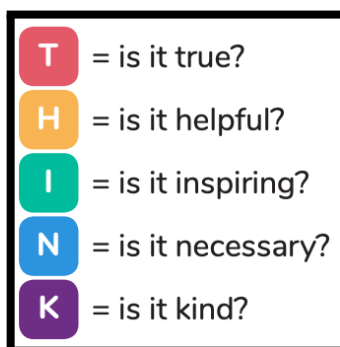 T = is it true?
H = is it helpful?
I = is it inspiring?
N = is it necessary?
K = is it kind?